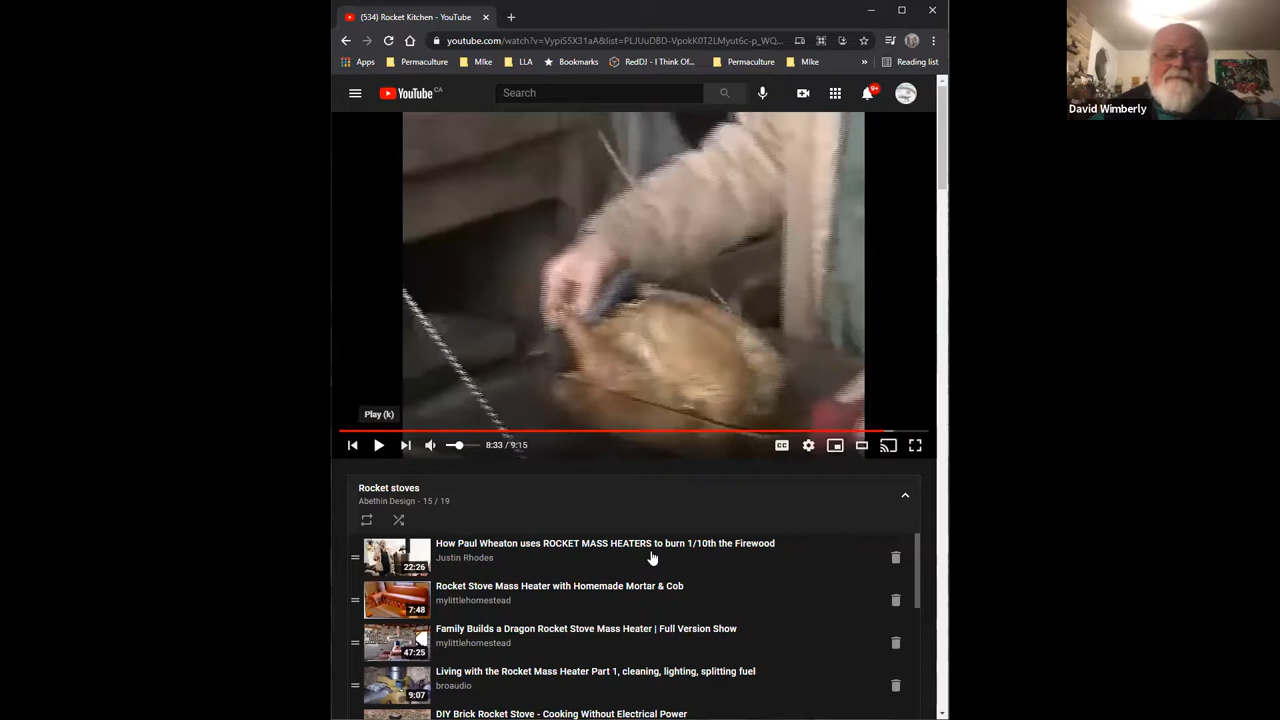 (534) Rocket Kitchen - YouTube
youtube.com/watch?v=VypiS5X31aA&list=PLJUuDBD-VpokK0T2LMyut6c-p_WQ...
Apps Permaculture MIke LLA Bookmarks RedDJ - I Think Of... Permaculture MIke » Reading list
YouTube CA
Search
9+
David Wimberly
Play (k)
8:33 / 9:15
CC
Rocket stoves
Abethin Design - 15 / 19
How Paul Wheaton uses ROCKET MASS HEATERS to burn 1/10th the Firewood
Justin Rhodes
22:26
Rocket Stove Mass Heater with Homemade Mortar & Cob
mylittlehomestead
7:48
Family Builds a Dragon Rocket Stove Mass Heater | Full Version Show
mylittlehomestead
47:25
Living with the Rocket Mass Heater Part 1, cleaning, lighting, splitting fuel
broaudio
9:07
DIY Brick Rocket Stove - Cooking Without Electrical Power